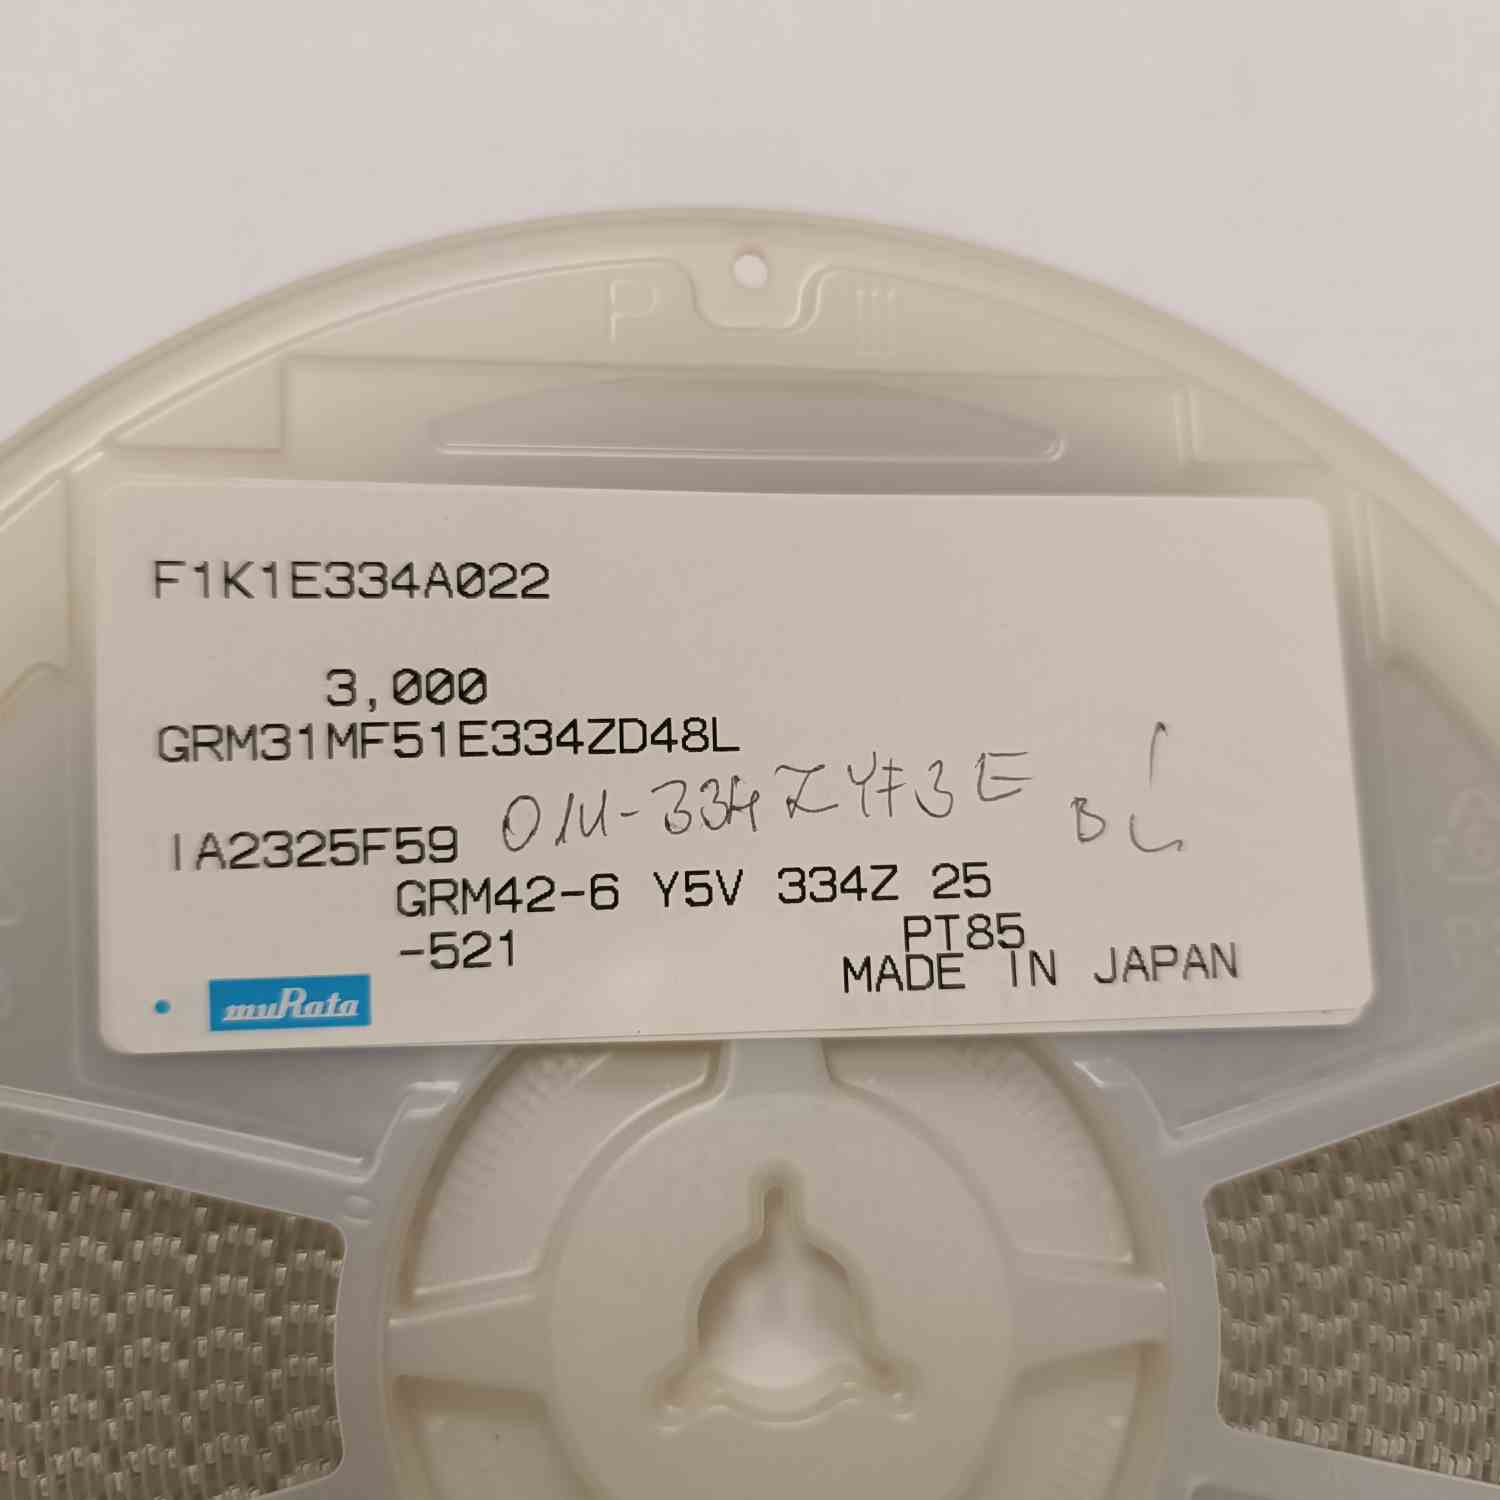 P
F1K1E334A022
3,000
GRM31MF51E334ZD48L
IA2325F59
GRM42-6 Y5V 334Z 25
-521 PT85
MADE IN JAPAN
muRata